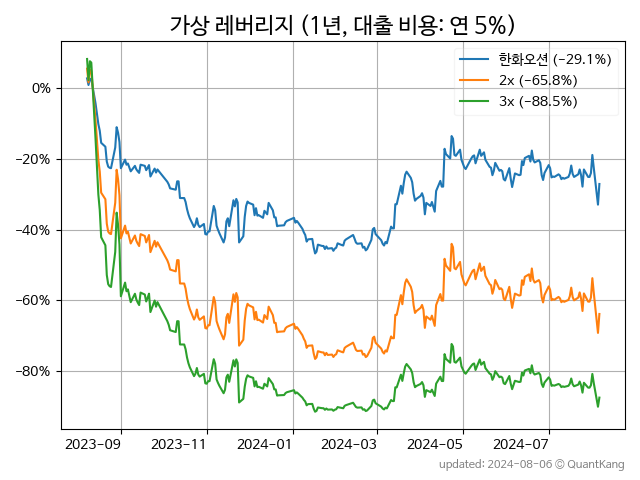 가상 레버리지 (1년, 대출 비용: 연 5%)
한화오션 (-29.1%)
2x (-65.8%)
3x (-88.5%)
0%
−20%
−40%
−60%
−80%
2023-09 2023-11 2024-01 2024-03 2024-05 2024-07
updated: 2024-08-06 © QuantKang